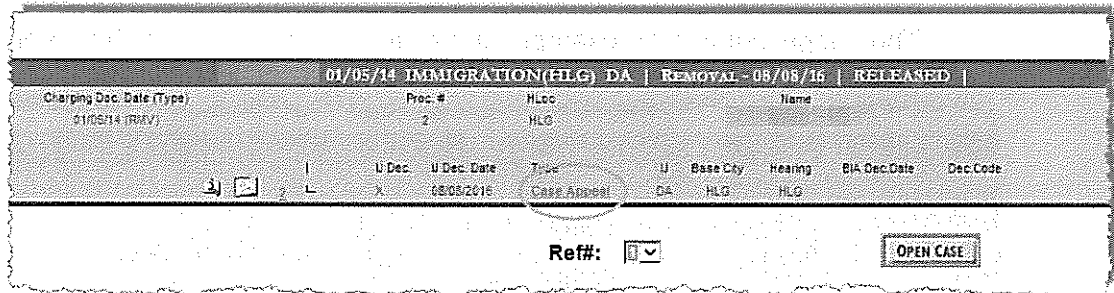 01/05/14 IMMIGRATION(HLG) DA | REMOVAL - 08/08/16 | RELEASED |
Charging Doc. Date (Type) Proc. # HLoc Name
01/05/14 (RMV) 2 HLG
IJ Dec. IJ Dec. Date Type IJ Base City Hearing BIA Dec.Date Dec.Code
2 X 08/08/2016 Case Appeal DA HLG HLG
Ref#:
OPEN CASE